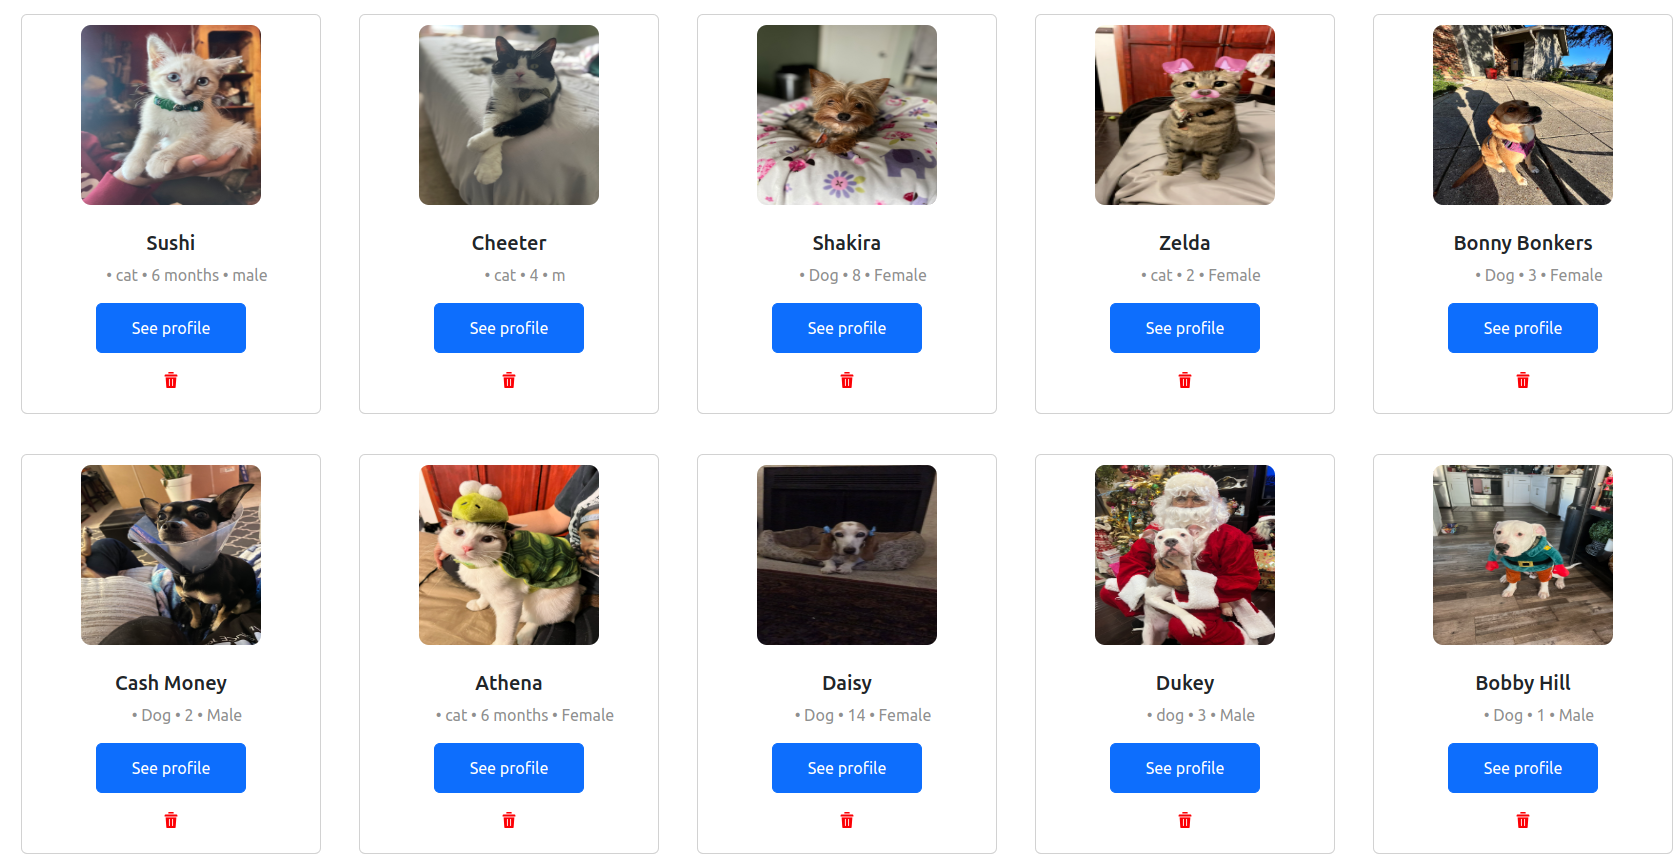 Sushi
• cat • 6 months • male
See profile
Cheeter
• cat • 4 • m
See profile
Shakira
• Dog • 8 • Female
See profile
Zelda
• cat • 2 • Female
See profile
Bonny Bonkers
• Dog • 3 • Female
See profile
Cash Money
• Dog • 2 • Male
See profile
Athena
• cat • 6 months • Female
See profile
Daisy
• Dog • 14 • Female
See profile
Dukey
• dog • 3 • Male
See profile
Bobby Hill
• Dog • 1 • Male
See profile